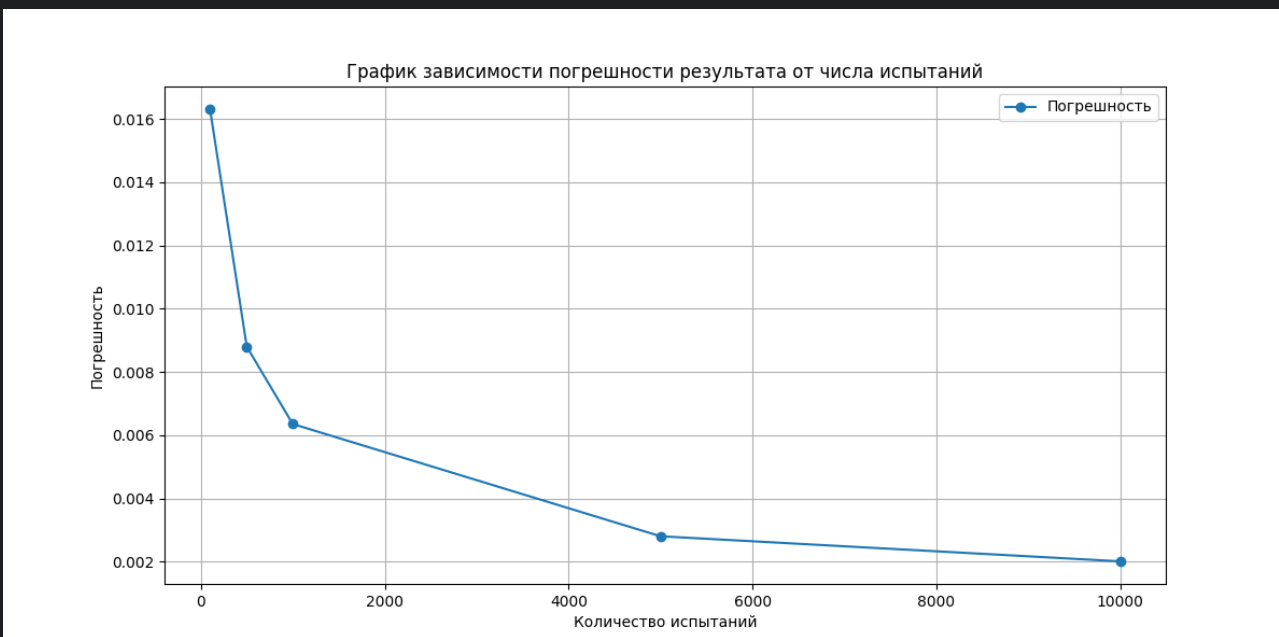 График зависимости погрешности результата от числа испытаний
Погрешность
0.016
0.014
0.012
0.010
0.008
0.006
0.004
0.002
Погрешность
0 2000 4000 6000 8000 10000
Количество испытаний